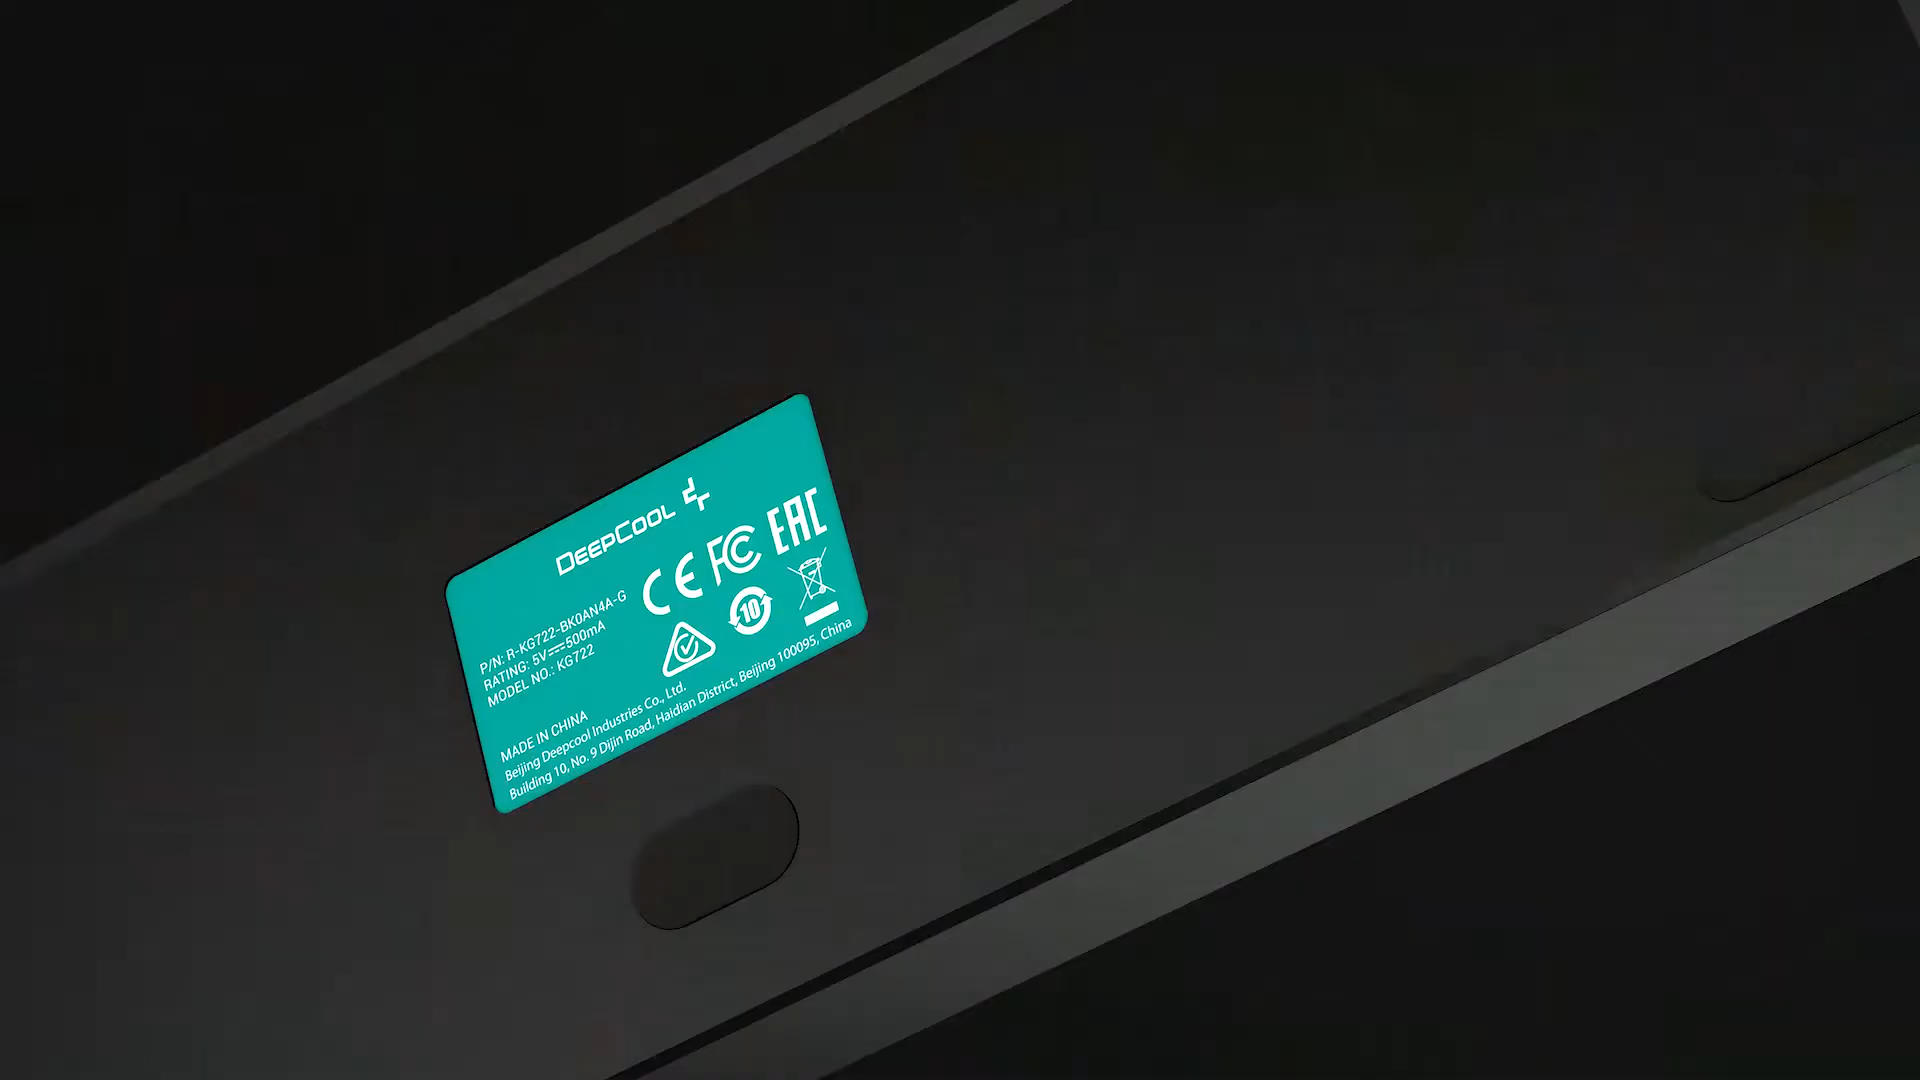 DEEPCOOL
P/N: R-KG722-BK0AN4A-G
RATING: 5V⎓500mA
MODEL NO.: KG722
CE FC EAC
10
MADE IN CHINA
Beijing Deepcool Industries Co., Ltd.
Building 10, No. 9 Dijin Road, Haidian District, Beijing 100095, China